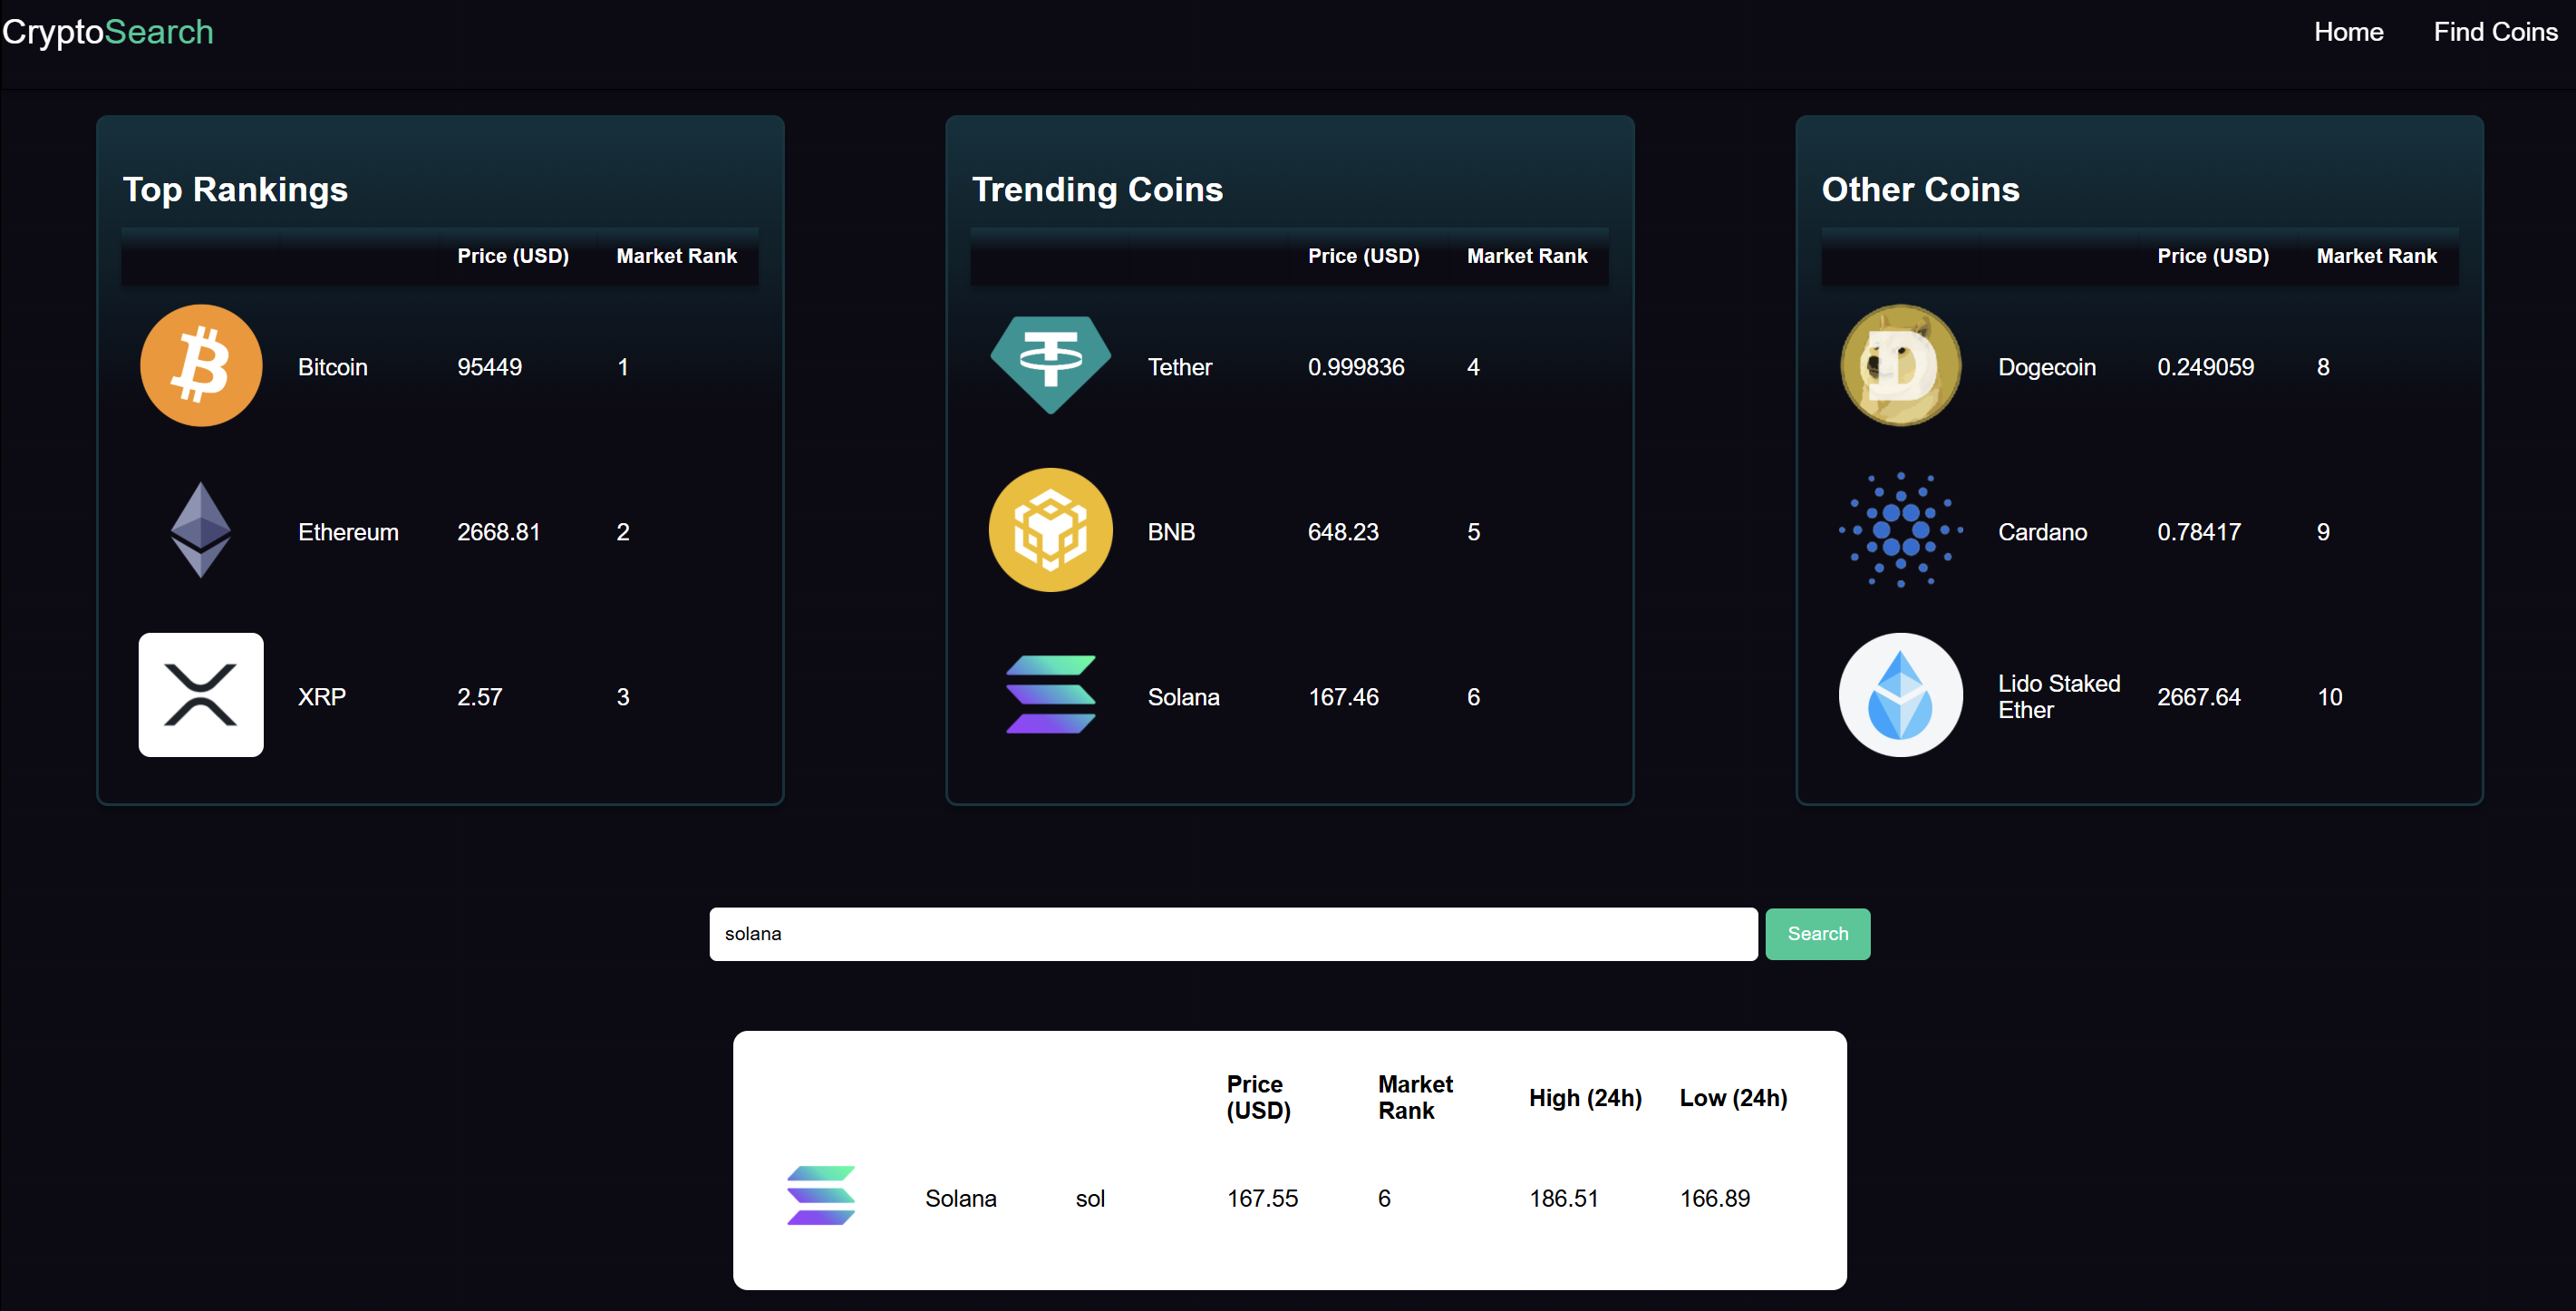 CryptoSearch
Home Find Coins
Top Rankings
Price (USD) Market Rank
Bitcoin 95449 1
Ethereum 2668.81 2
XRP 2.57 3
Trending Coins
Price (USD) Market Rank
Tether 0.999836 4
BNB 648.23 5
Solana 167.46 6
Other Coins
Price (USD) Market Rank
D
Dogecoin 0.249059 8
Cardano 0.78417 9
Lido Staked
Ether 2667.64 10
solana Search
Price
(USD) Market
Rank High (24h) Low (24h)
Solana sol 167.55 6 186.51 166.89